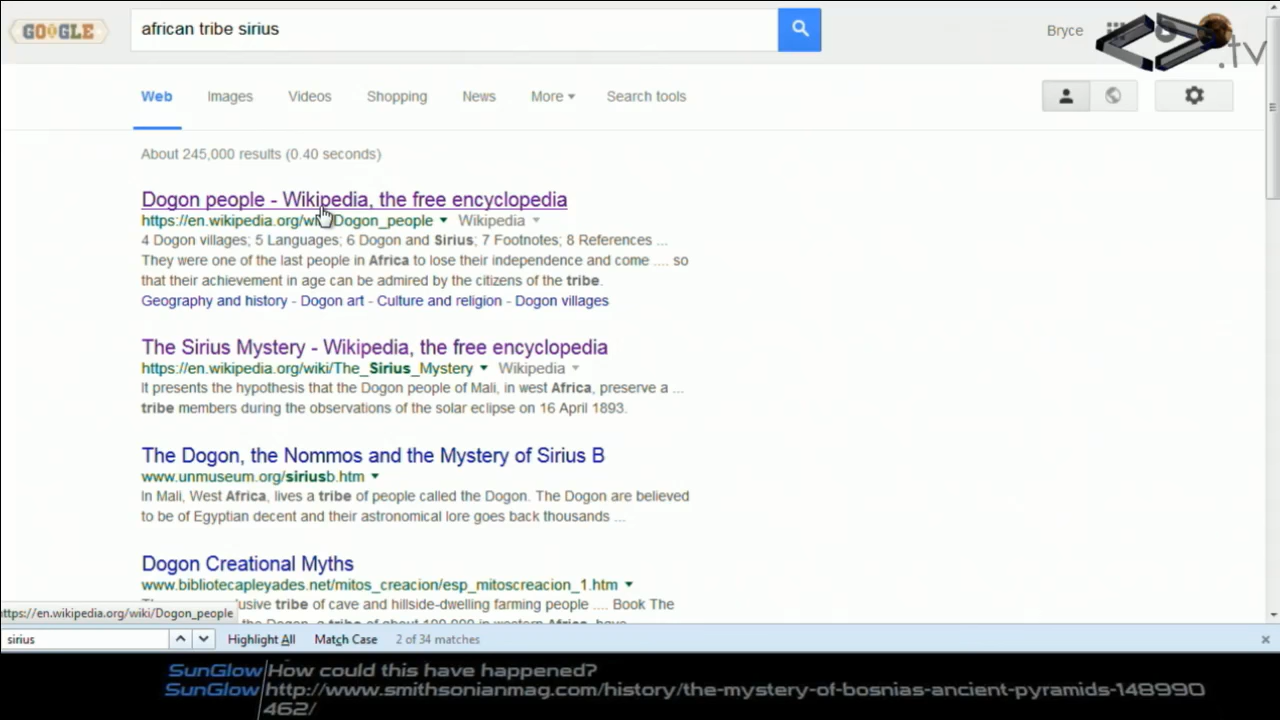 GOOGLE
african tribe sirius
Bryce
.tv
Web
Images
Videos
Shopping
News
More
Search tools
About 245,000 results (0.40 seconds)
Dogon people - Wikipedia, the free encyclopedia
https://en.wikipedia.org/wiki/Dogon_people Wikipedia
4 Dogon villages; 5 Languages; 6 Dogon and Sirius; 7 Footnotes; 8 References ...
They were one of the last people in Africa to lose their independence and come .... so
that their achievement in age can be admired by the citizens of the tribe.
Geography and history - Dogon art - Culture and religion - Dogon villages
The Sirius Mystery - Wikipedia, the free encyclopedia
https://en.wikipedia.org/wiki/The_Sirius_Mystery Wikipedia
It presents the hypothesis that the Dogon people of Mali, in west Africa, preserve a ...
tribe members during the observations of the solar eclipse on 16 April 1893.
The Dogon, the Nommos and the Mystery of Sirius B
www.unmuseum.org/siriusb.htm
In Mali, West Africa, lives a tribe of people called the Dogon. The Dogon are believed
to be of Egyptian decent and their astronomical lore goes back thousands ...
Dogon Creational Myths
www.bibliotecapleyades.net/mitos_creacion/esp_mitoscreacion_1.htm
tribe of cave and hillside-dwelling farming people .... Book The
ttps://en.wikipedia.org/wiki/Dogon_people
sirius
Highlight All
Match Case
2 of 34 matches
SunGlow How could this have happened?
SunGlow http://www.smithsonianmag.com/history/the-mystery-of-bosnias-ancient-pyramids-148990
462/